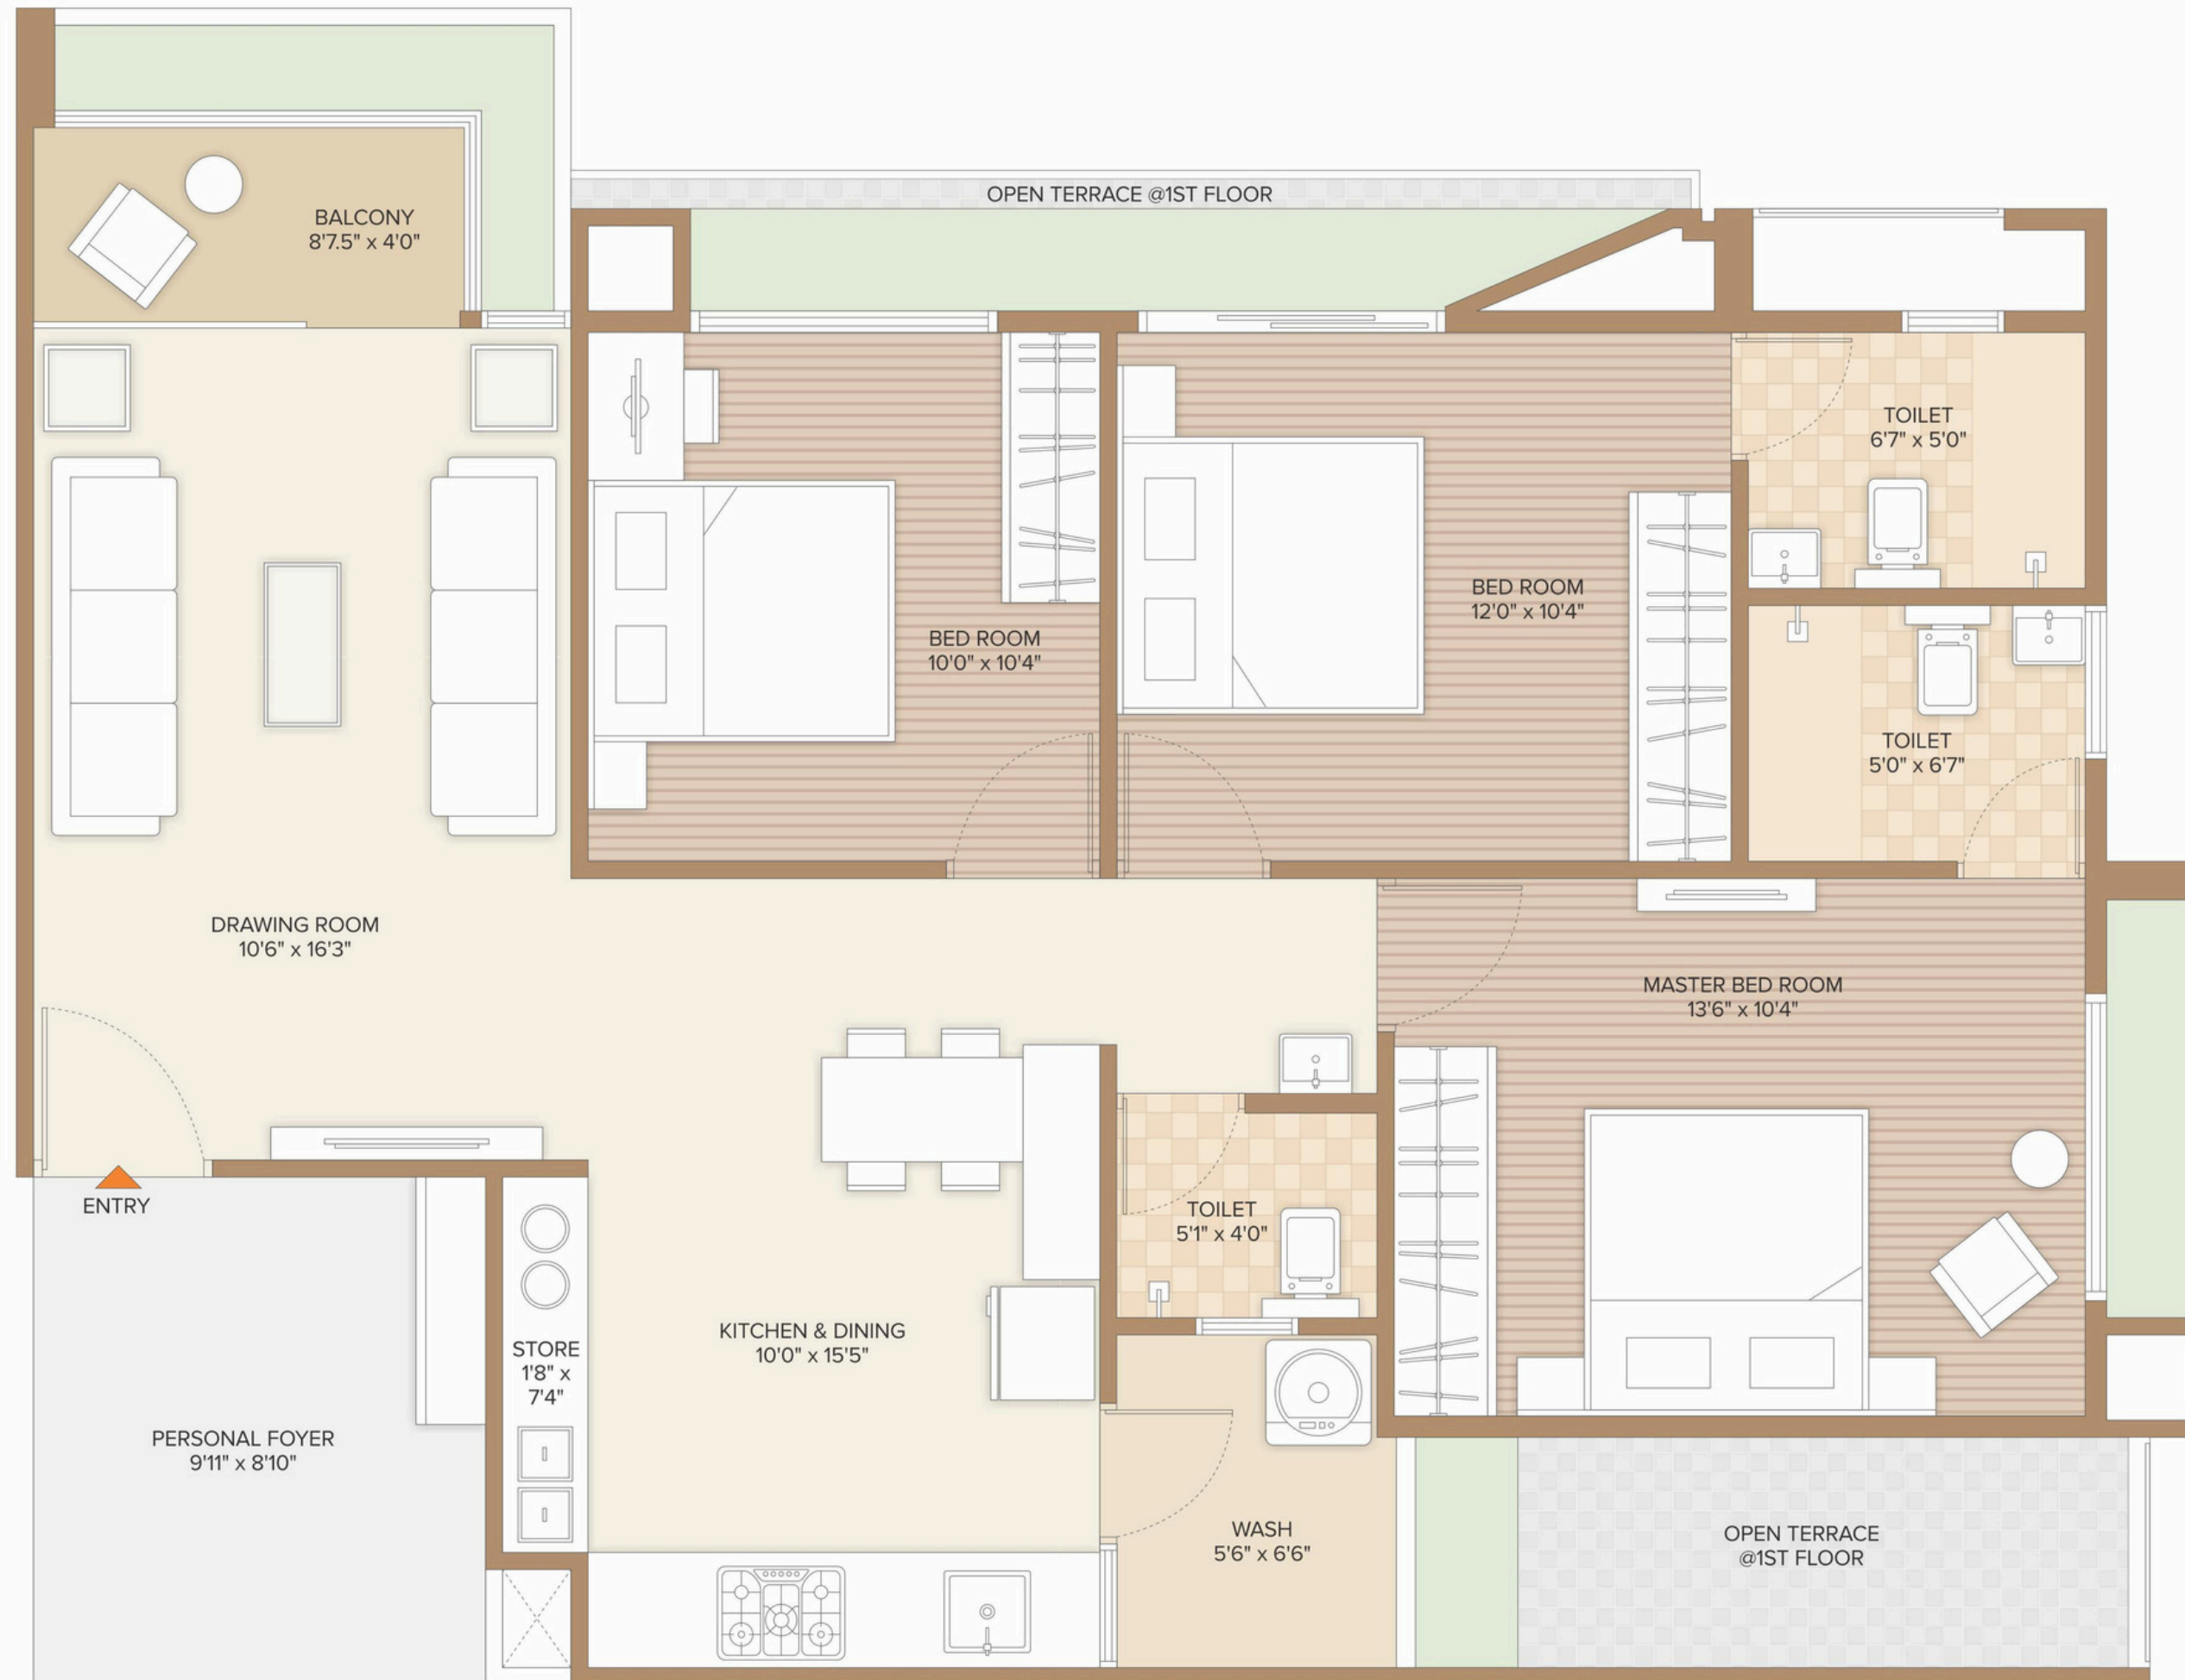 BALCONY
8'7.5" x 4'0"
OPEN TERRACE @1ST FLOOR
TOILET
6'7" x 5'0"
BED ROOM
12'0" x 10'4"
BED ROOM
10'0" x 10'4"
TOILET
5'0" x 6'7"
DRAWING ROOM
10'6" x 16'3"
MASTER BED ROOM
13'6" x 10'4"
ENTRY
TOILET
5'1" x 4'0"
KITCHEN & DINING
10'0" x 15'5"
STORE
1'8" x
7'4"
PERSONAL FOYER
9'11" x 8'10"
WASH
5'6" x 6'6"
OPEN TERRACE
@1ST FLOOR